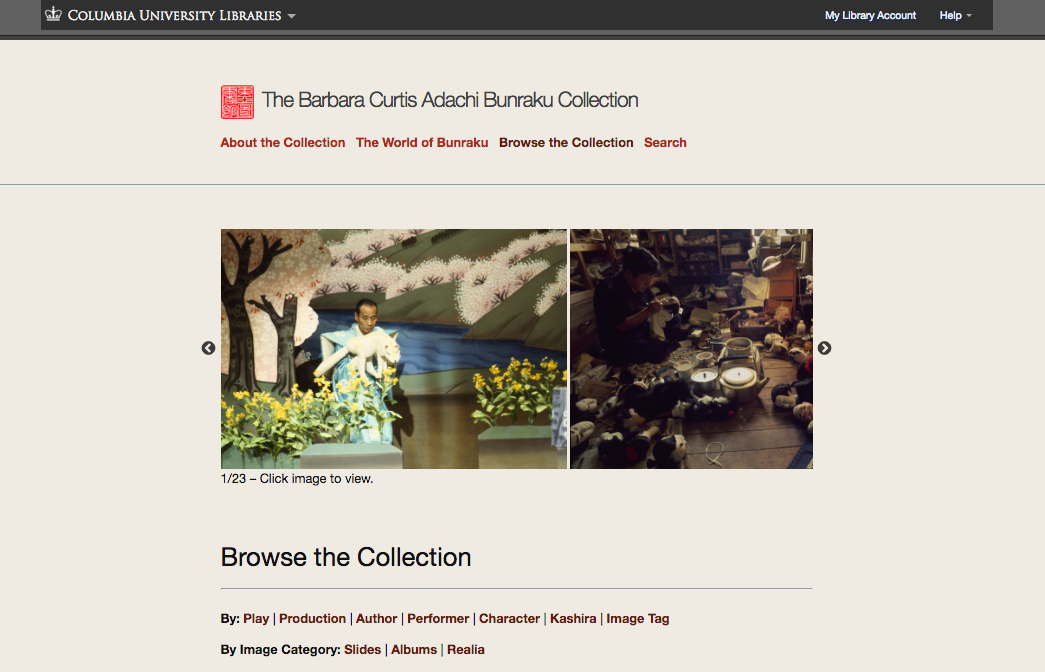 COLUMBIA UNIVERSITY LIBRARIES
My Library Account Help
The Barbara Curtis Adachi Bunraku Collection
About the Collection The World of Bunraku Browse the Collection Search
1/23 – Click image to view.
Browse the Collection
By: Play | Production | Author | Performer | Character | Kashira | Image Tag
By Image Category: Slides | Albums | Realia